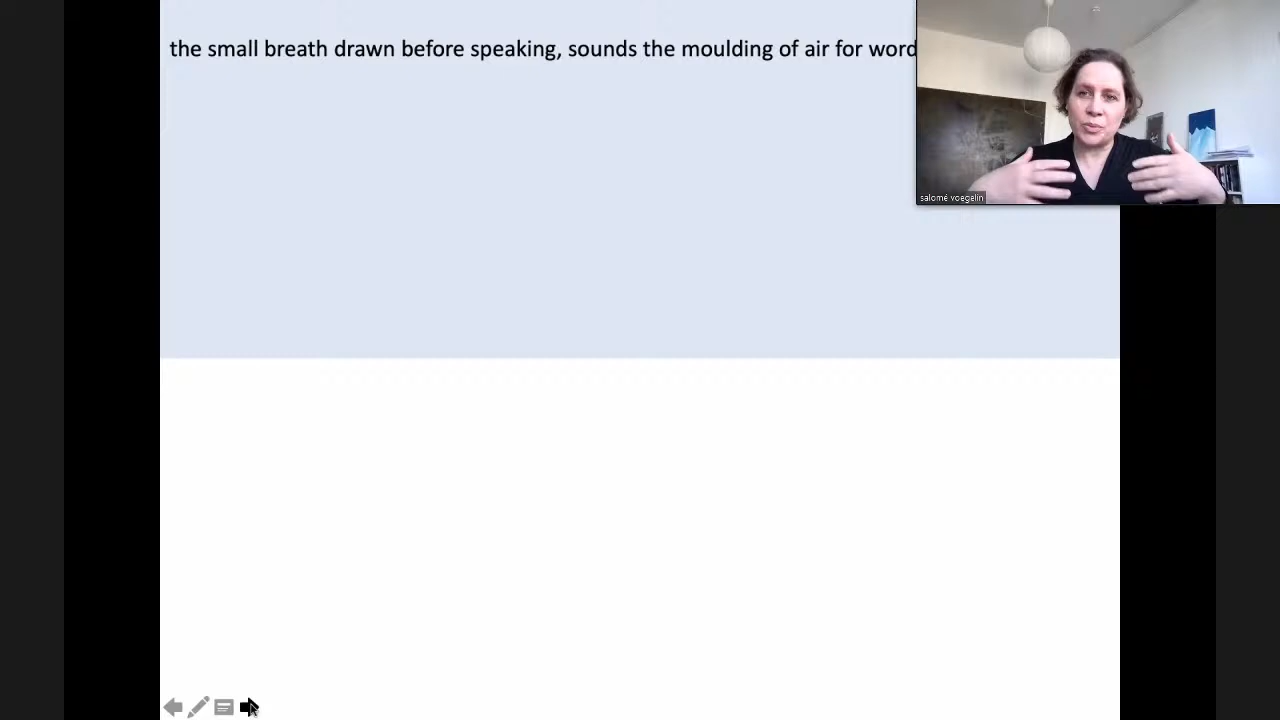 the small breath drawn before speaking, sounds the moulding of air for word
salomé voegelin